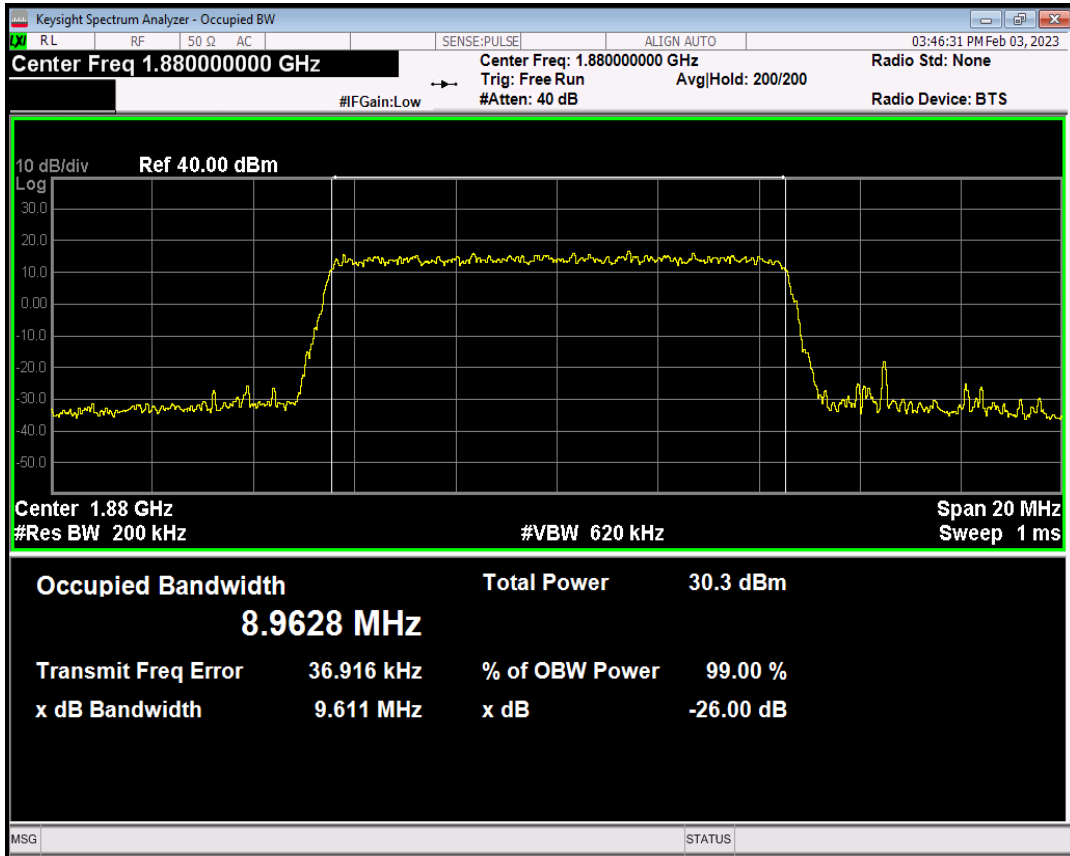 Keysight Spectrum Analyzer - Occupied BW
LXI RL RF 50 Ω AC SENSE:PULSE ALIGN AUTO 03:46:31 PM Feb 03, 2023
Center Freq 1.880000000 GHz Center Freq: 1.880000000 GHz Radio Std: None
Trig: Free Run Avg|Hold: 200/200
#IFGain:Low #Atten: 40 dB Radio Device: BTS
10 dB/div Ref 40.00 dBm
Log
30.0
20.0
10.0
0.00
-10.0
-20.0
-30.0
-40.0
-50.0
Center 1.88 GHz Span 20 MHz
#Res BW 200 kHz #VBW 620 kHz Sweep 1 ms
Occupied Bandwidth Total Power 30.3 dBm
8.9628 MHz
Transmit Freq Error 36.916 kHz % of OBW Power 99.00 %
x dB Bandwidth 9.611 MHz x dB -26.00 dB
MSG STATUS